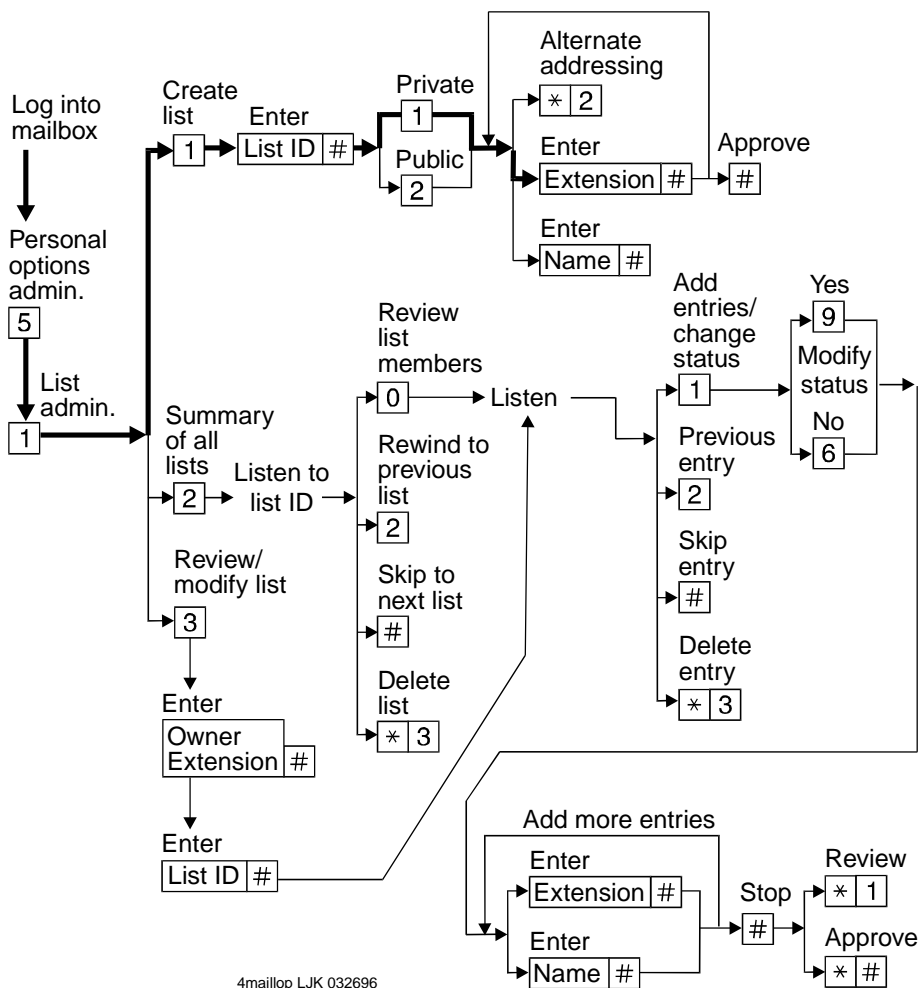 Log into
mailbox
Personal
options
admin.
5
List
admin.
1
Create
list
1
Enter
List ID #
Private
1
Public
2
Alternate
addressing
* 2
Enter
Extension #
Approve
#
Enter
Name #
Summary
of all
lists
2
Listen to
list ID
Review
list
members
0
Rewind to
previous
list
2
Skip to
next list
#
Delete
list
* 3
Listen
Add
entries/
change
status
1
Yes
9
Modify
status
No
6
Previous
entry
2
Skip
entry
#
Delete
entry
* 3
Review/
modify list
3
Enter
Owner
Extension #
Enter
List ID #
Add more entries
Enter
Extension #
Enter
Name #
Stop
#
Review
* 1
Approve
* #
4maillop LJK 032696